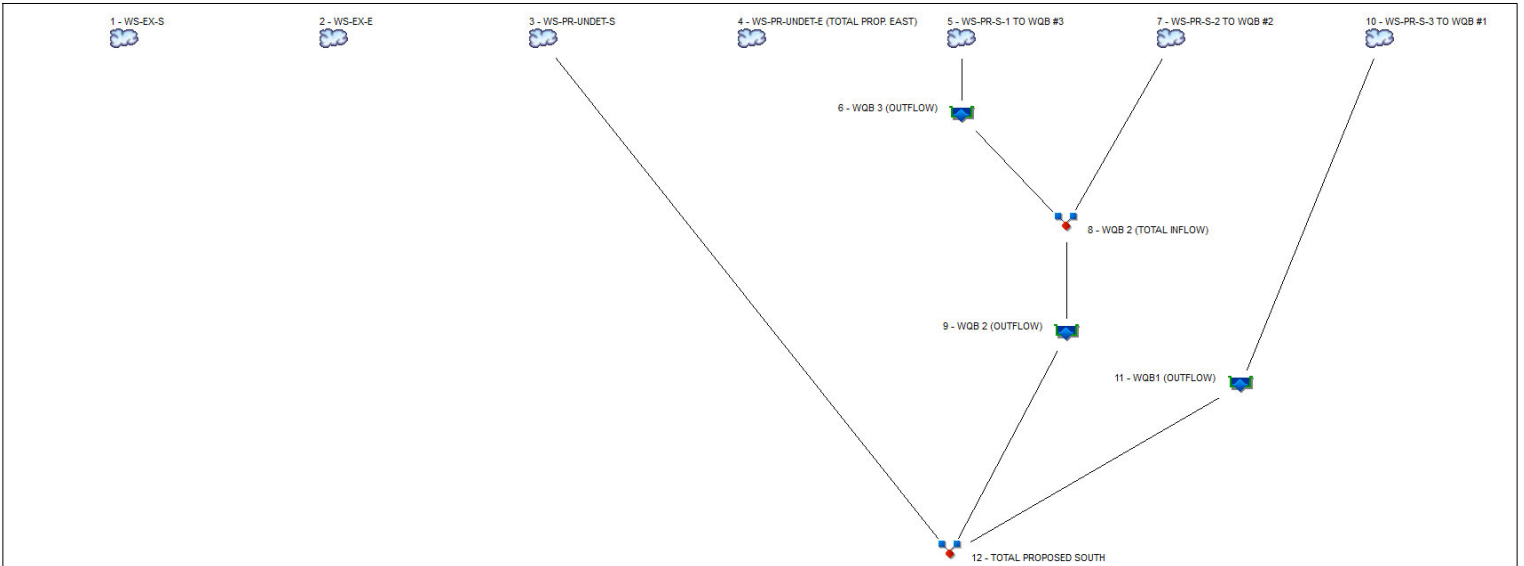 1 - WS-EX-S
2 - WS-EX-E
3 - WS-PR-UNDET-S
4 - WS-PR-UNDET-E (TOTAL PROP. EAST)
5 - WS-PR-S-1 TO WQB #3
7 - WS-PR-S-2 TO WQB #2
10 - WS-PR-S-3 TO WQB #1
6 - WQB 3 (OUTFLOW)
8 - WQB 2 (TOTAL INFLOW)
9 - WQB 2 (OUTFLOW)
11 - WQB1 (OUTFLOW)
12 - TOTAL PROPOSED SOUTH